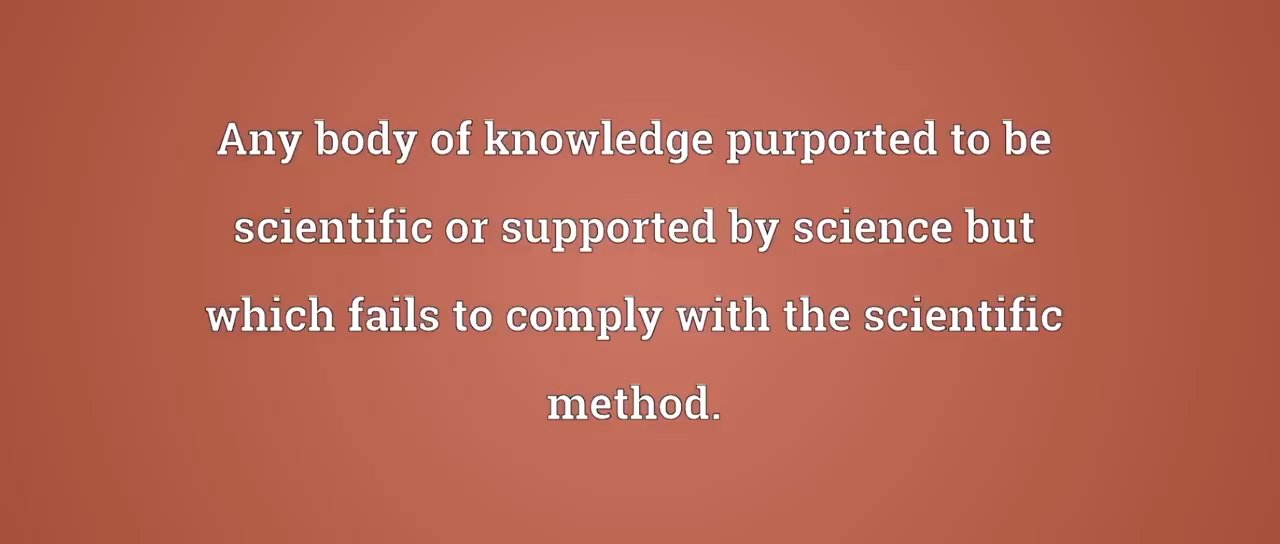 Any body of knowledge purported to be
scientific or supported by science but
which fails to comply with the scientific
method.